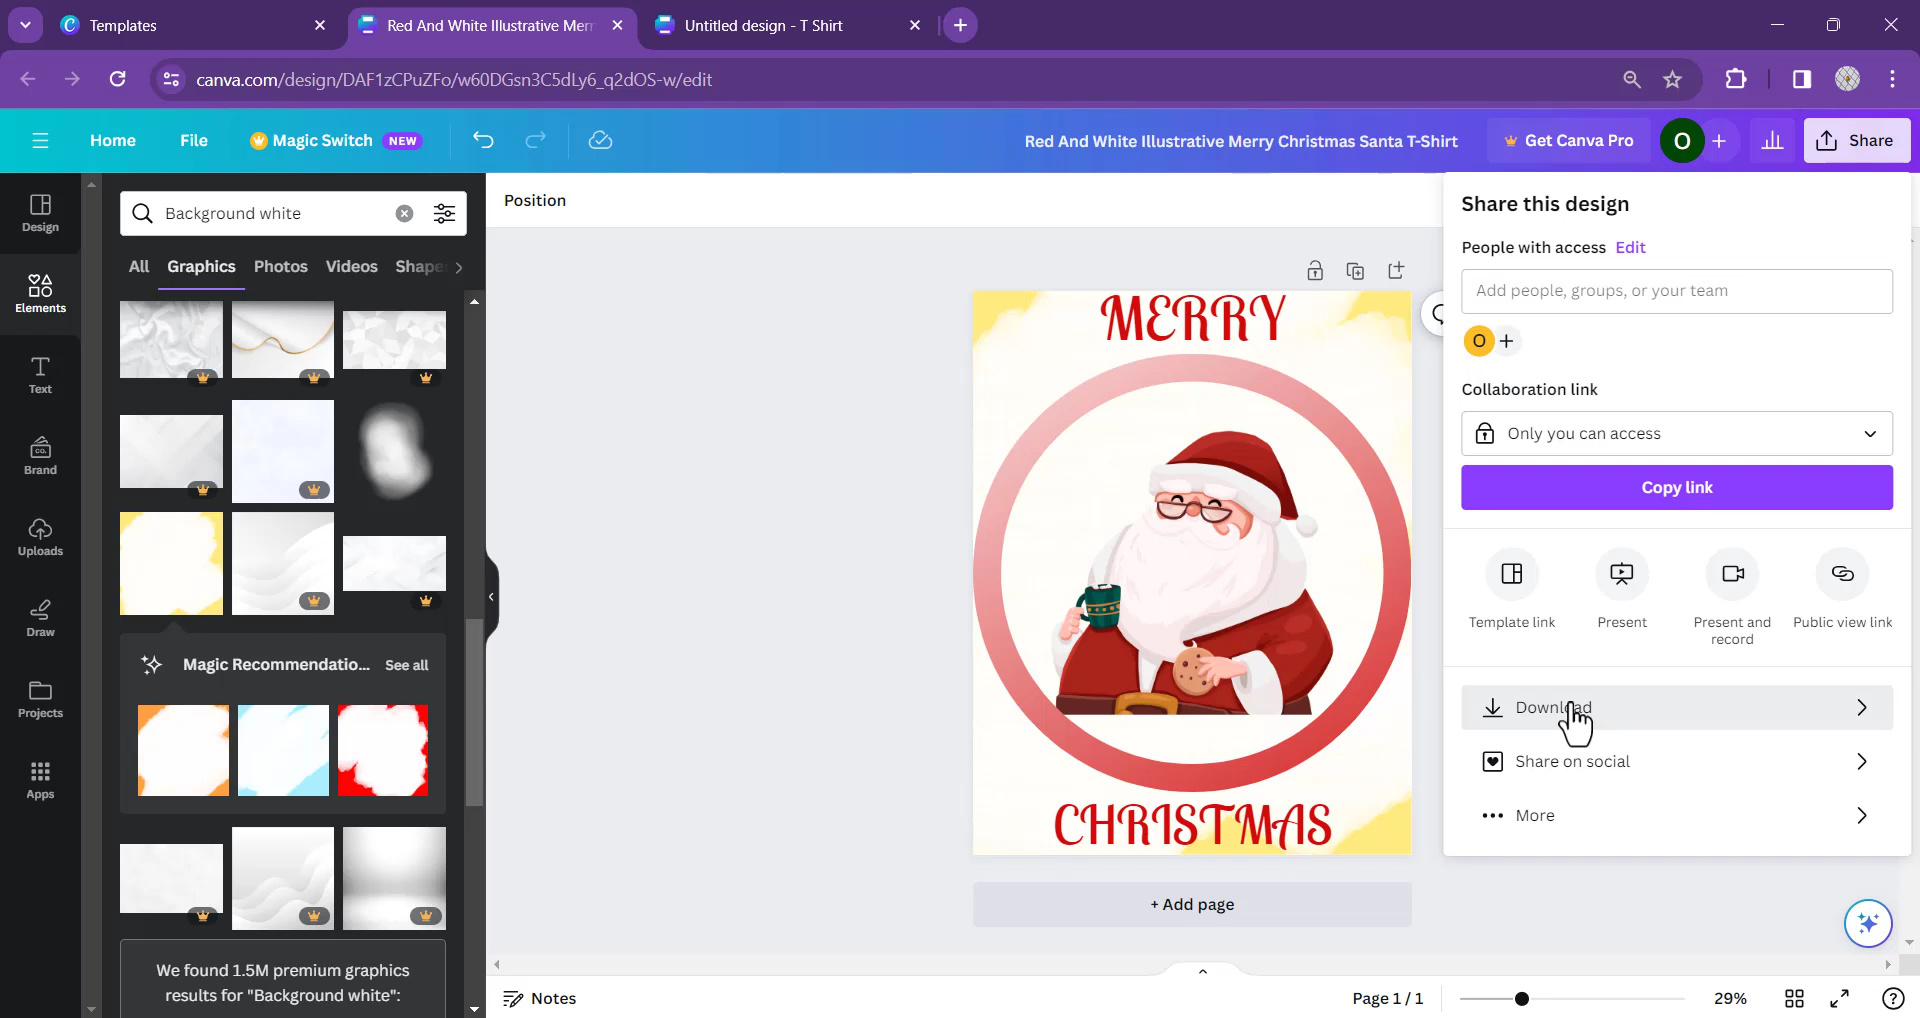 Templates
Red And White Illustrative Merr
Untitled design - T Shirt
canva.com/design/DAF1zCPuZFo/w60DGsn3C5dLy6_q2dOS-w/edit
Home
File
Magic Switch NEW
Red And White Illustrative Merry Christmas Santa T-Shirt
Get Canva Pro
O
Share
Design
Elements
Text
Brand
Uploads
Draw
Projects
Apps
Background white
All Graphics Photos Videos Shape
Magic Recommendatio... See all
We found 1.5M premium graphics
results for "Background white":
Position
MERRY
CHRISTMAS
+ Add page
Share this design
People with access Edit
Add people, groups, or your team
O
Collaboration link
Only you can access
Copy link
Template link
Present
Present and
record
Public view link
Download
Share on social
More
Notes
Page 1 / 1
29%